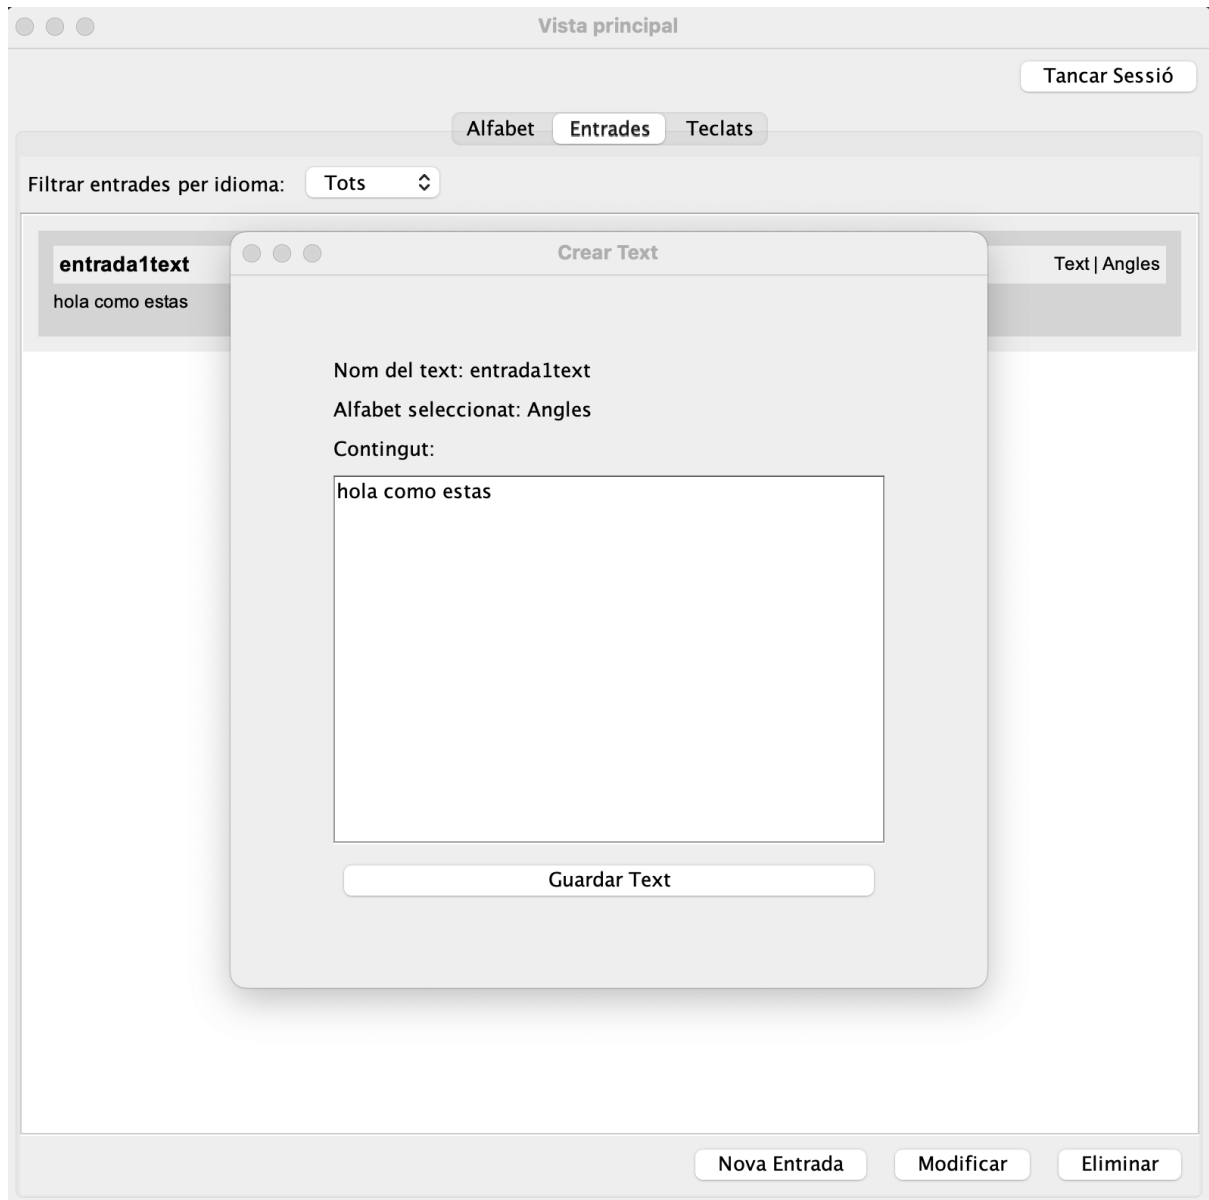 Vista principal
Tancar Sessió
Alfabet Entrades Teclats
Filtrar entrades per idioma: Tots
entrada1text Text | Angles
hola como estas
Crear Text
Nom del text: entrada1text
Alfabet seleccionat: Angles
Contingut:
hola como estas
Guardar Text
Nova Entrada Modificar Eliminar